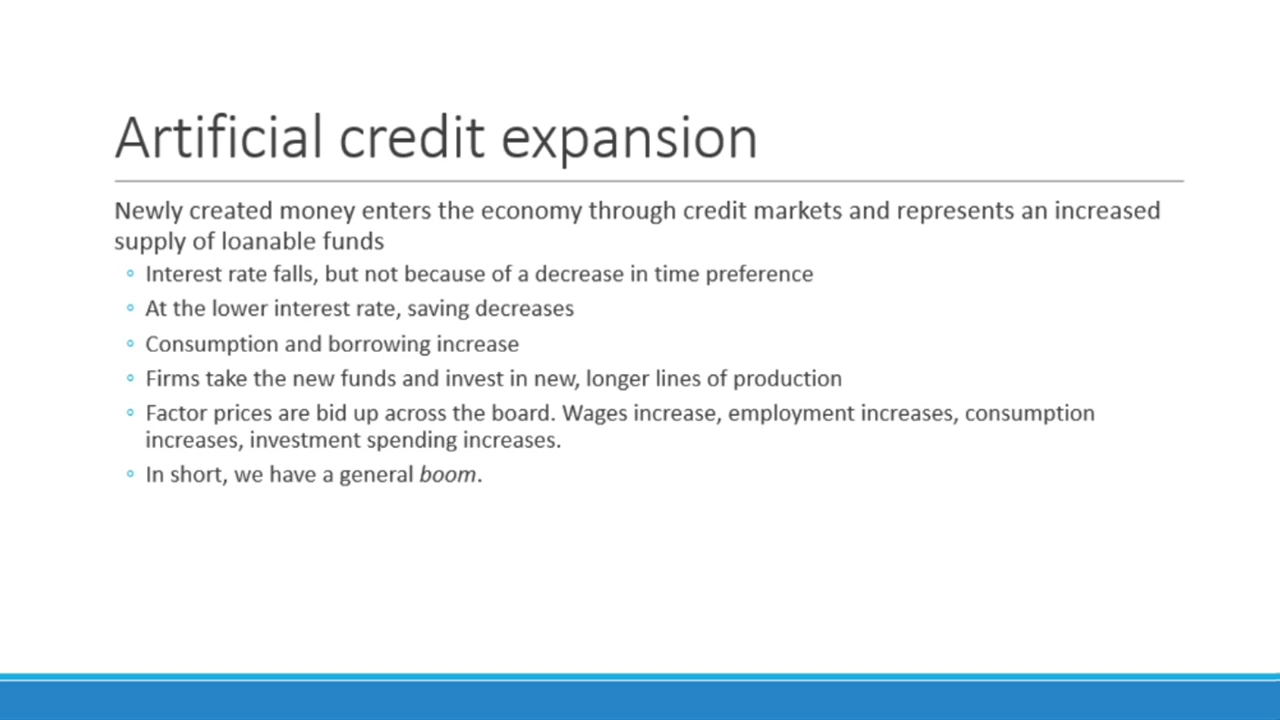 Artificial credit expansion
Newly created money enters the economy through credit markets and represents an increased
supply of loanable funds
◦ Interest rate falls, but not because of a decrease in time preference
◦ At the lower interest rate, saving decreases
◦ Consumption and borrowing increase
◦ Firms take the new funds and invest in new, longer lines of production
◦ Factor prices are bid up across the board. Wages increase, employment increases, consumption
increases, investment spending increases.
◦ In short, we have a general boom.